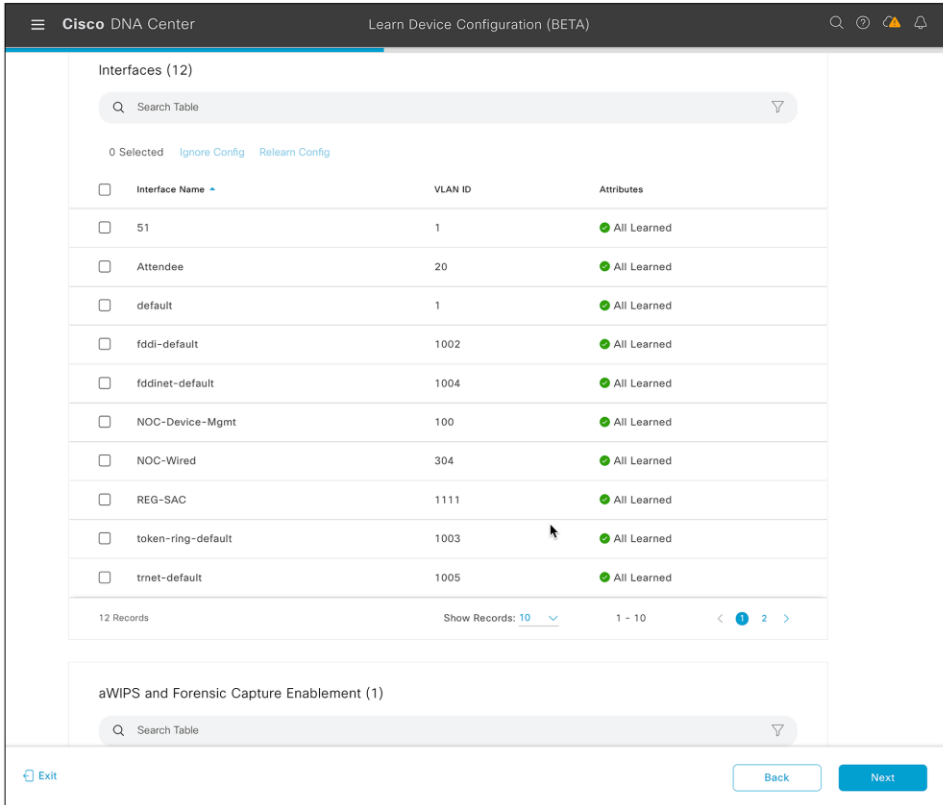 Cisco DNA Center Learn Device Configuration (BETA)
Interfaces (12)
Search Table
0 Selected Ignore Config Relearn Config
Interface Name VLAN ID Attributes
51 1 All Learned
Attendee 20 All Learned
default 1 All Learned
fddi-default 1002 All Learned
fddinet-default 1004 All Learned
NOC-Device-Mgmt 100 All Learned
NOC-Wired 304 All Learned
REG-SAC 1111 All Learned
token-ring-default 1003 All Learned
trnet-default 1005 All Learned
12 Records Show Records: 10 1 - 10 < 1 2 >
aWIPS and Forensic Capture Enablement (1)
Search Table
Exit Back Next